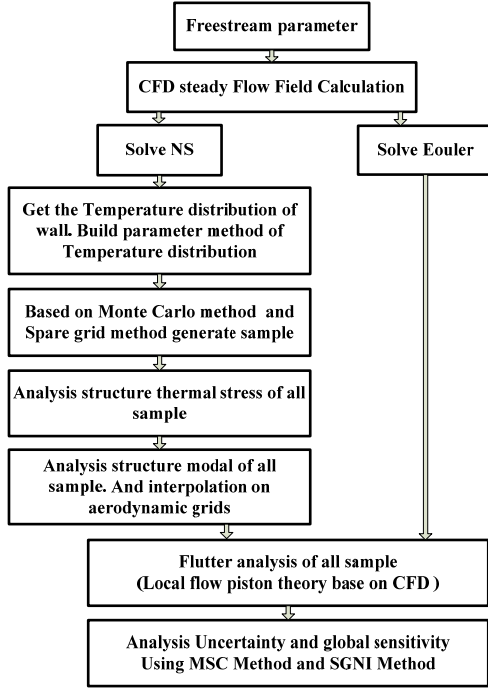 Freestream parameter
CFD steady Flow Field Calculation
Solve NS
Solve Eouler
Get the Temperature distribution of
wall. Build parameter method of
Temperature distribution
Based on Monte Carlo method and
Spare grid method generate sample
Analysis structure thermal stress of all
sample
Analysis structure modal of all
sample. And interpolation on
aerodynamic grids
Flutter analysis of all sample
(Local flow piston theory base on CFD )
Analysis Uncertainty and global sensitivity
Using MSC Method and SGNI Method